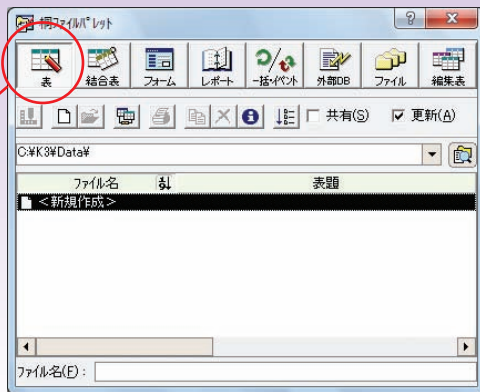 桐ファイルパレット
表 結合表 フォーム レポート 一括・イベント 外部DB ファイル 編集表
共有(S) 更新(A)
C:¥K3¥Data¥
ファイル名 表題
<新規作成>
ファイル名(F):